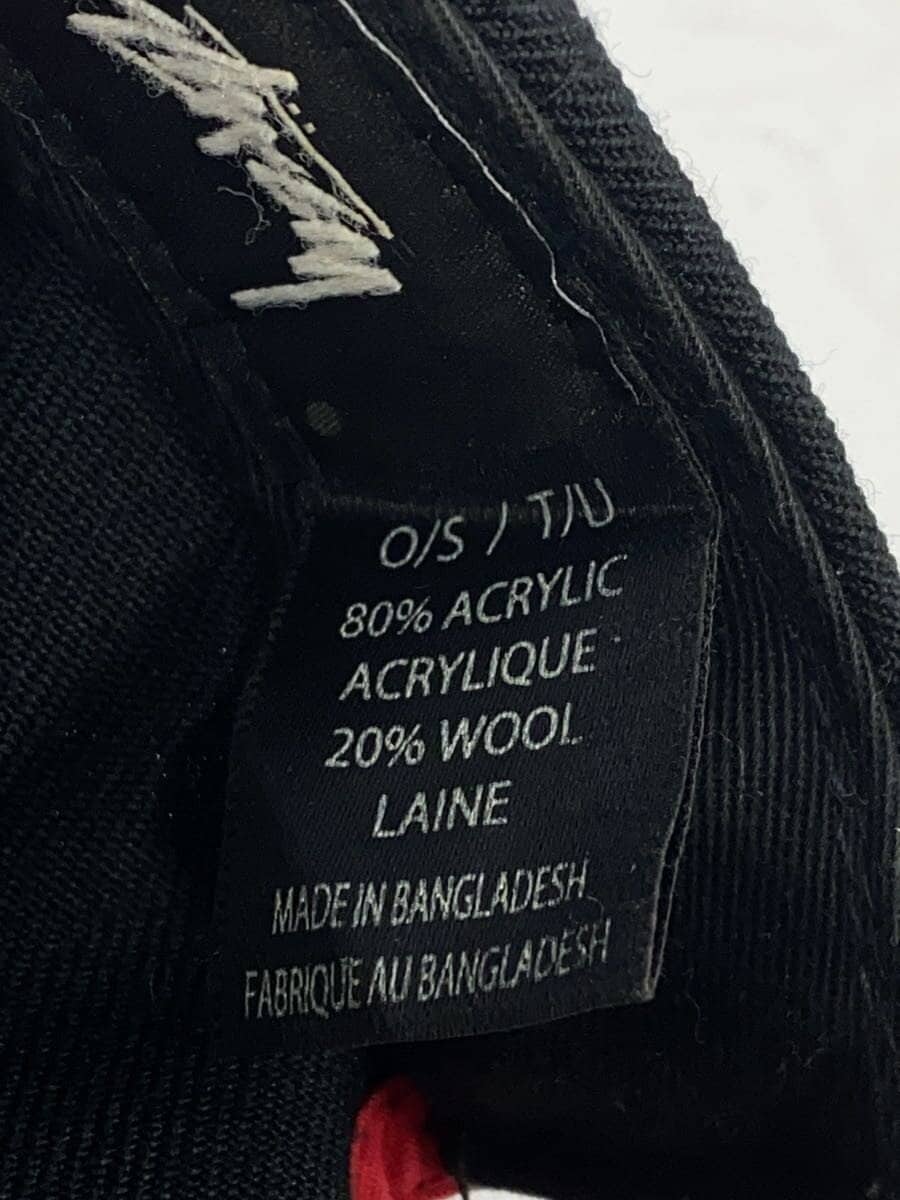 O/S / T/U
80% ACRYLIC
ACRYLIQUE
20% WOOL
LAINE
MADE IN BANGLADESH
FABRIQUE AU BANGLADESH